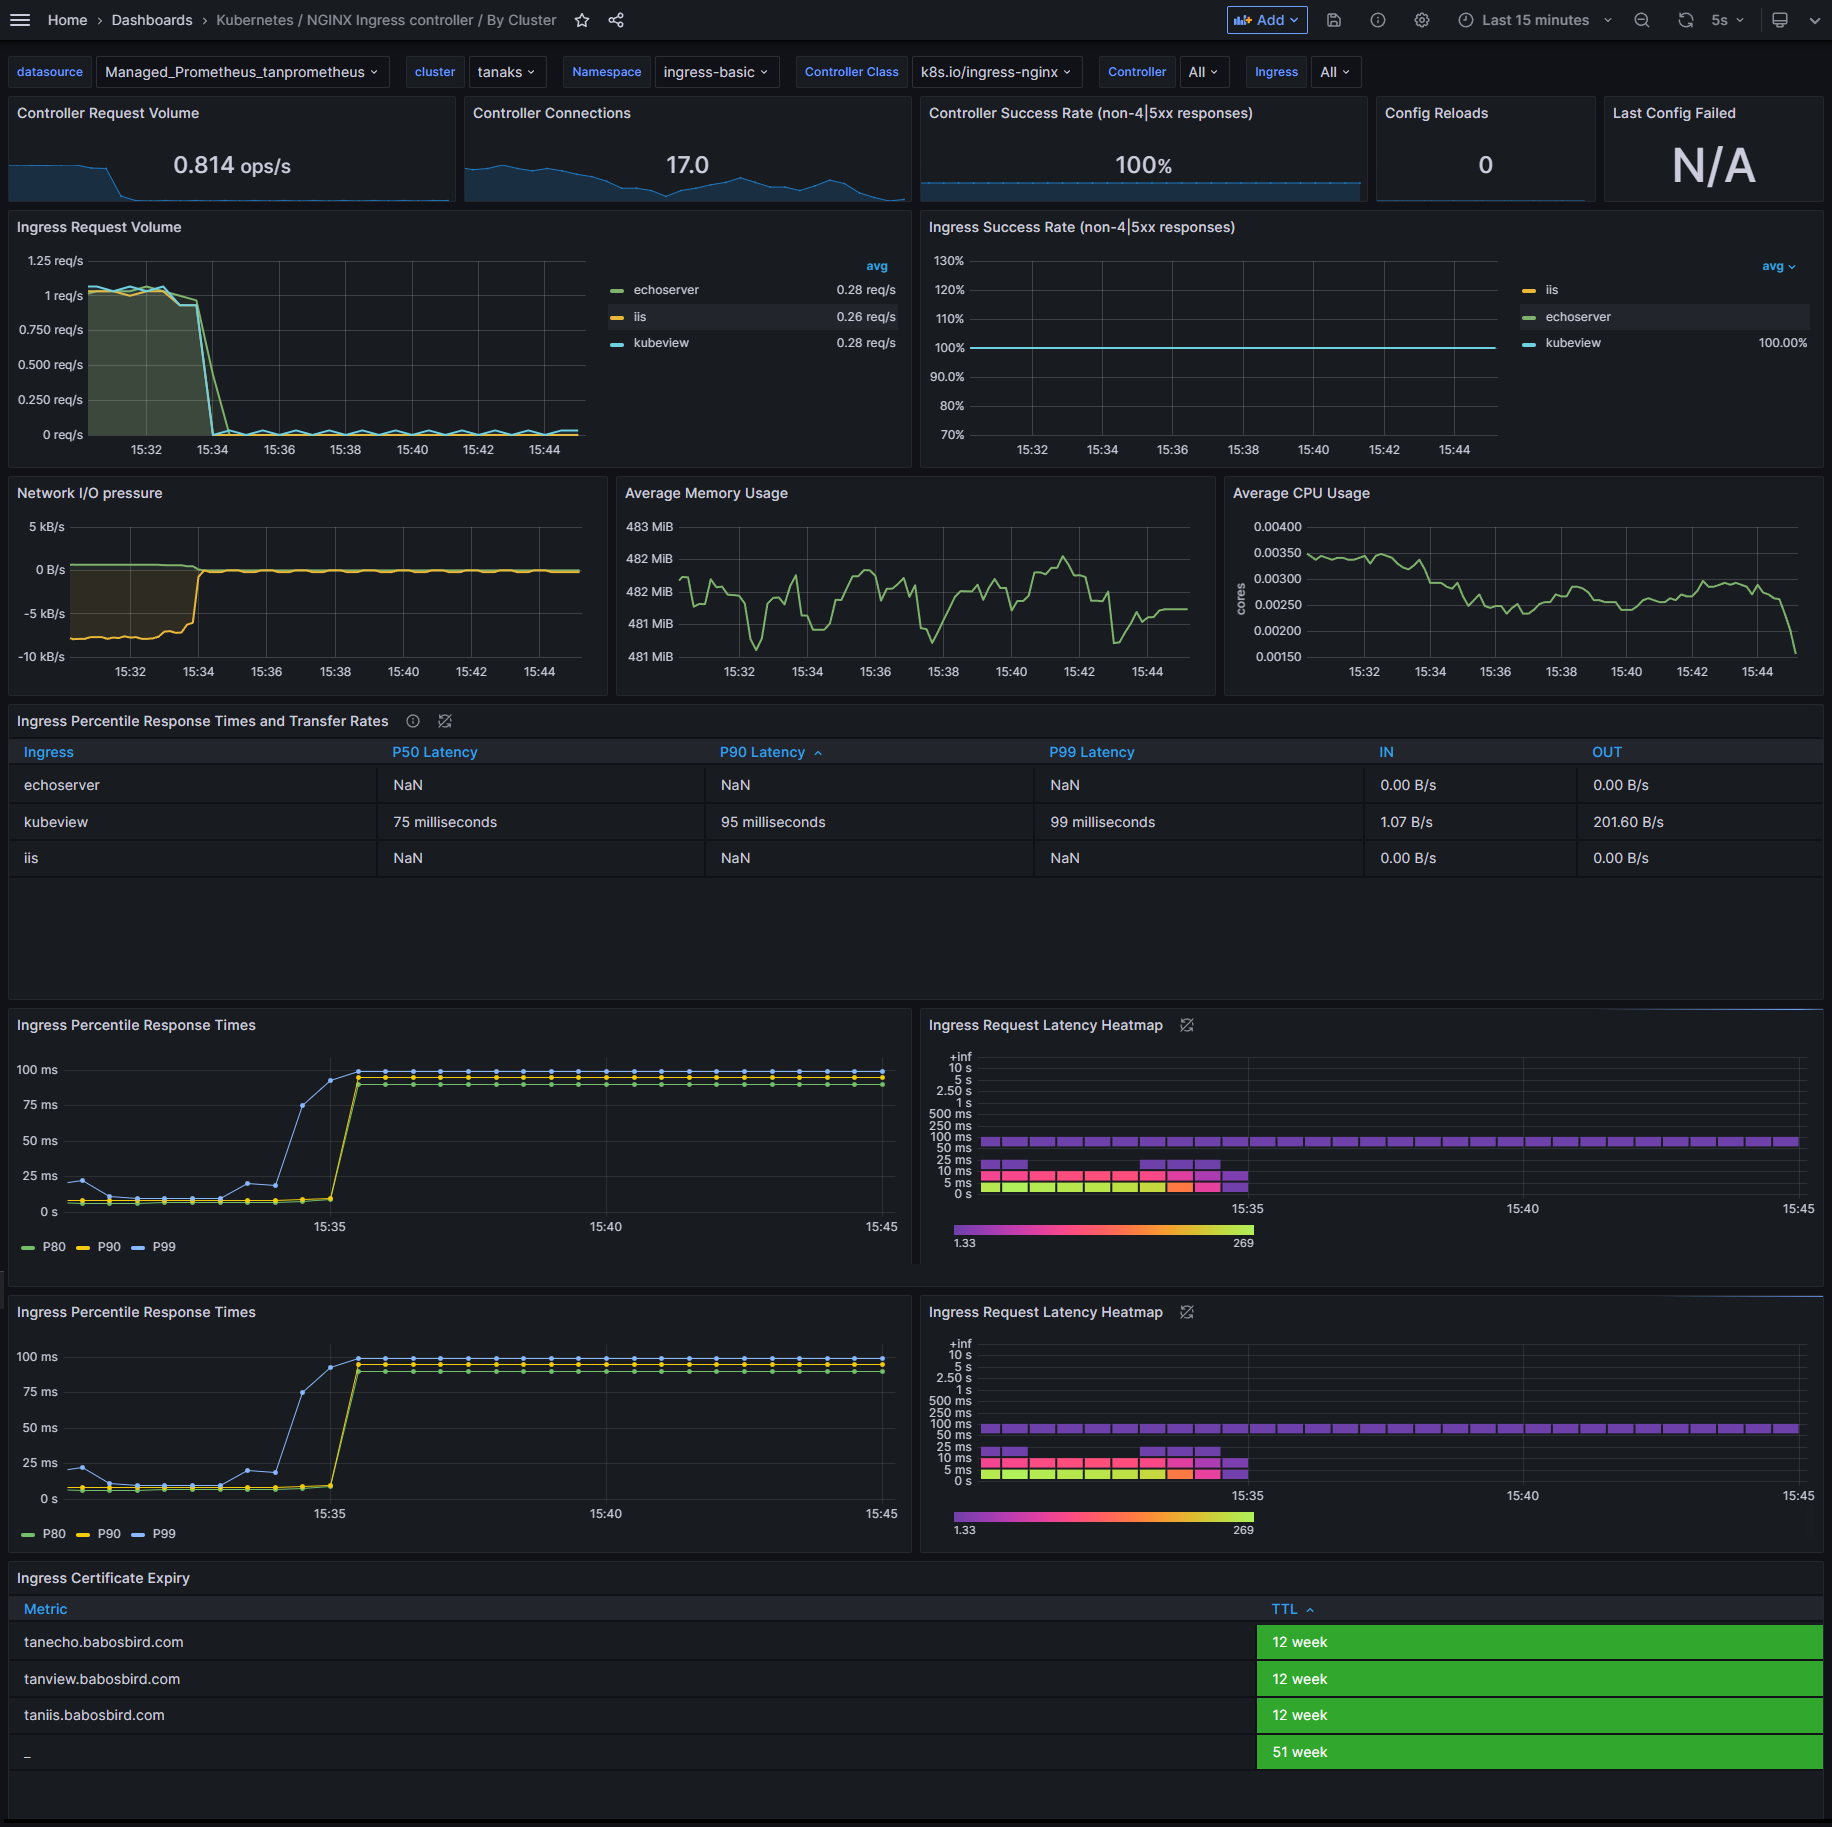 Home › Dashboards › Kubernetes / NGINX Ingress controller / By Cluster
Add
Last 15 minutes
5s
datasource Managed_Prometheus_tanprometheus cluster tanaks Namespace ingress-basic Controller Class k8s.io/ingress-nginx Controller All Ingress All
Controller Request Volume
0.814 ops/s
Controller Connections
17.0
Controller Success Rate (non-4|5xx responses)
100%
Config Reloads
0
Last Config Failed
N/A
Ingress Request Volume
1.25 req/s
1 req/s
0.750 req/s
0.500 req/s
0.250 req/s
0 req/s
15:32 15:34 15:36 15:38 15:40 15:42 15:44
avg
echoserver 0.28 req/s
iis 0.26 req/s
kubeview 0.28 req/s
Ingress Success Rate (non-4|5xx responses)
130%
120%
110%
100%
90.0%
80%
70%
15:32 15:34 15:36 15:38 15:40 15:42 15:44
avg
iis
echoserver
kubeview 100.00%
Network I/O pressure
5 kB/s
0 B/s
-5 kB/s
-10 kB/s
15:32 15:34 15:36 15:38 15:40 15:42 15:44
Average Memory Usage
483 MiB
482 MiB
482 MiB
481 MiB
481 MiB
15:32 15:34 15:36 15:38 15:40 15:42 15:44
Average CPU Usage
cores
0.00400
0.00350
0.00300
0.00250
0.00200
0.00150
15:32 15:34 15:36 15:38 15:40 15:42 15:44
Ingress Percentile Response Times and Transfer Rates
Ingress P50 Latency P90 Latency P99 Latency IN OUT
echoserver NaN NaN NaN 0.00 B/s 0.00 B/s
kubeview 75 milliseconds 95 milliseconds 99 milliseconds 1.07 B/s 201.60 B/s
iis NaN NaN NaN 0.00 B/s 0.00 B/s
Ingress Percentile Response Times
100 ms
75 ms
50 ms
25 ms
0 s
15:35 15:40 15:45
P80 P90 P99
Ingress Request Latency Heatmap
+inf
10 s
5 s
2.50 s
1 s
500 ms
250 ms
100 ms
50 ms
25 ms
10 ms
5 ms
0 s
15:35 15:40 15:45
1.33 269
Ingress Percentile Response Times
100 ms
75 ms
50 ms
25 ms
0 s
15:35 15:40 15:45
P80 P90 P99
Ingress Request Latency Heatmap
+inf
10 s
5 s
2.50 s
1 s
500 ms
250 ms
100 ms
50 ms
25 ms
10 ms
5 ms
0 s
15:35 15:40 15:45
1.33 269
Ingress Certificate Expiry
Metric TTL
tanecho.babosbird.com 12 week
tanview.babosbird.com 12 week
taniis.babosbird.com 12 week
_ 51 week